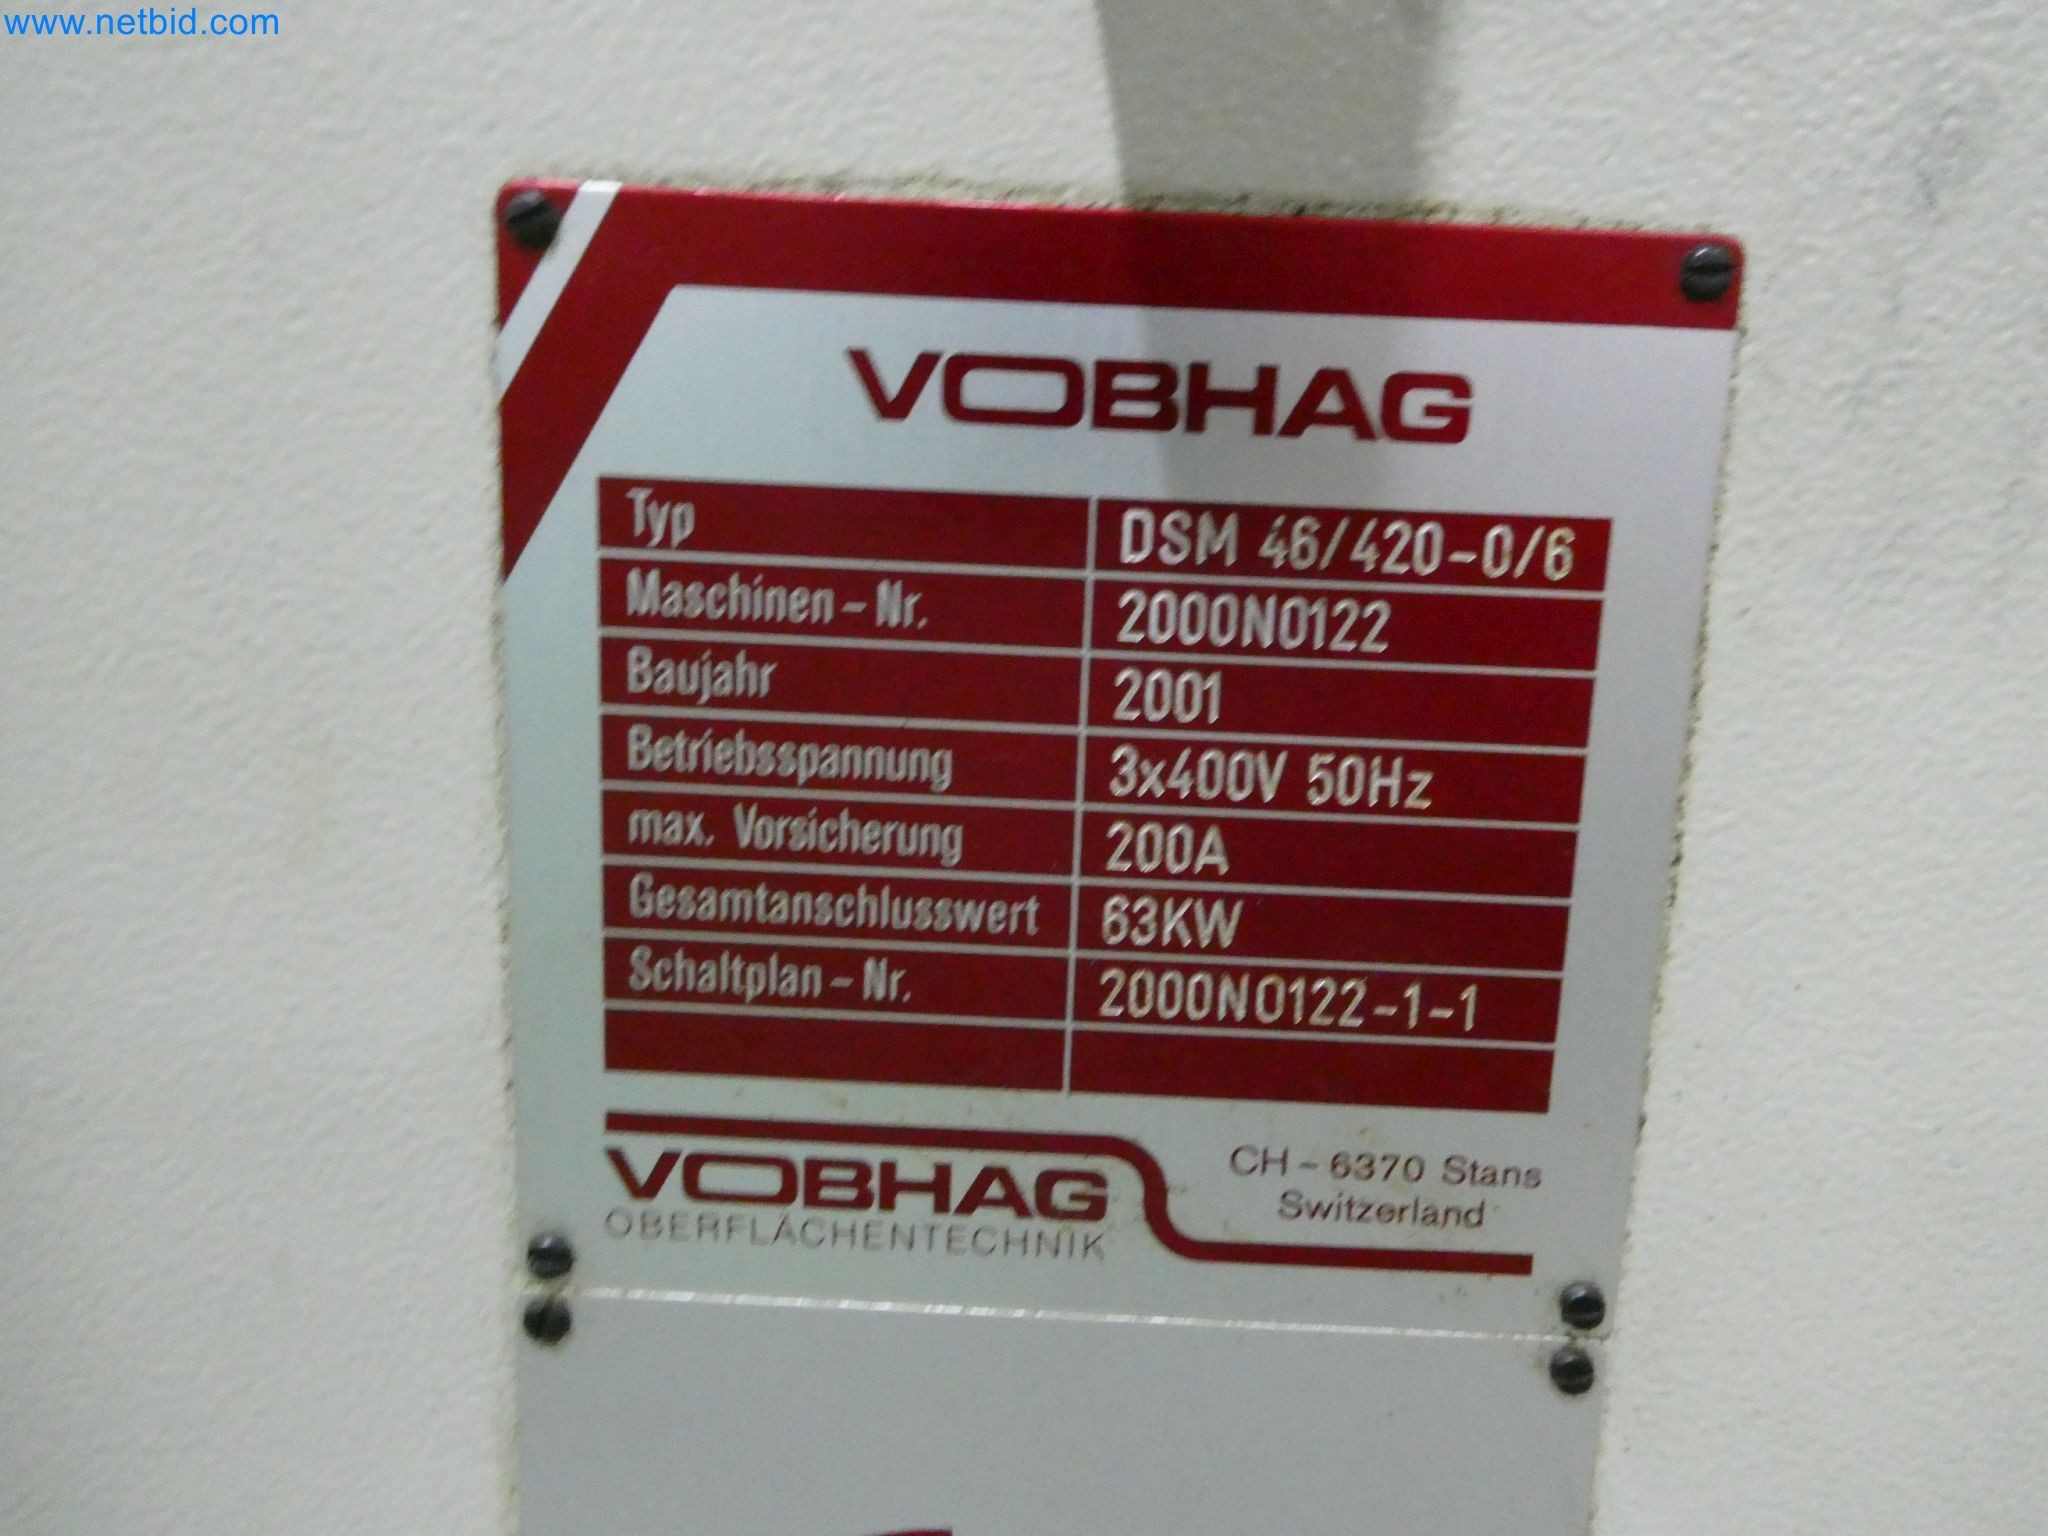 www.netbid.com
VOBHAG
Typ DSM 46/420-0/6
Maschinen-Nr. 2000N0122
Baujahr 2001
Betriebsspannung 3x400V 50Hz
max. Vorsicherung 200A
Gesamtanschlusswert 63KW
Schaltplan-Nr. 2000N0122-1-1
VOBHAG
OBERFLÄCHENTECHNIK
CH-6370 Stans
Switzerland